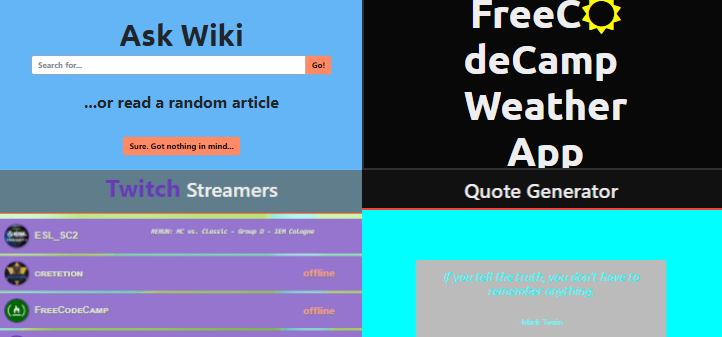 Ask Wiki
Search for...
Go!
...or read a random article
Sure. Got nothing in mind...
FreeC
deCamp
Weather
App
Twitch Streamers
ESL_SC2
RERUN: MC vs. Classic - Group D - IEM Cologne
CRETETION
offline
FREECODECAMP
offline
Quote Generator
If you tell the truth, you don't have to
remember anything.
Mark Twain